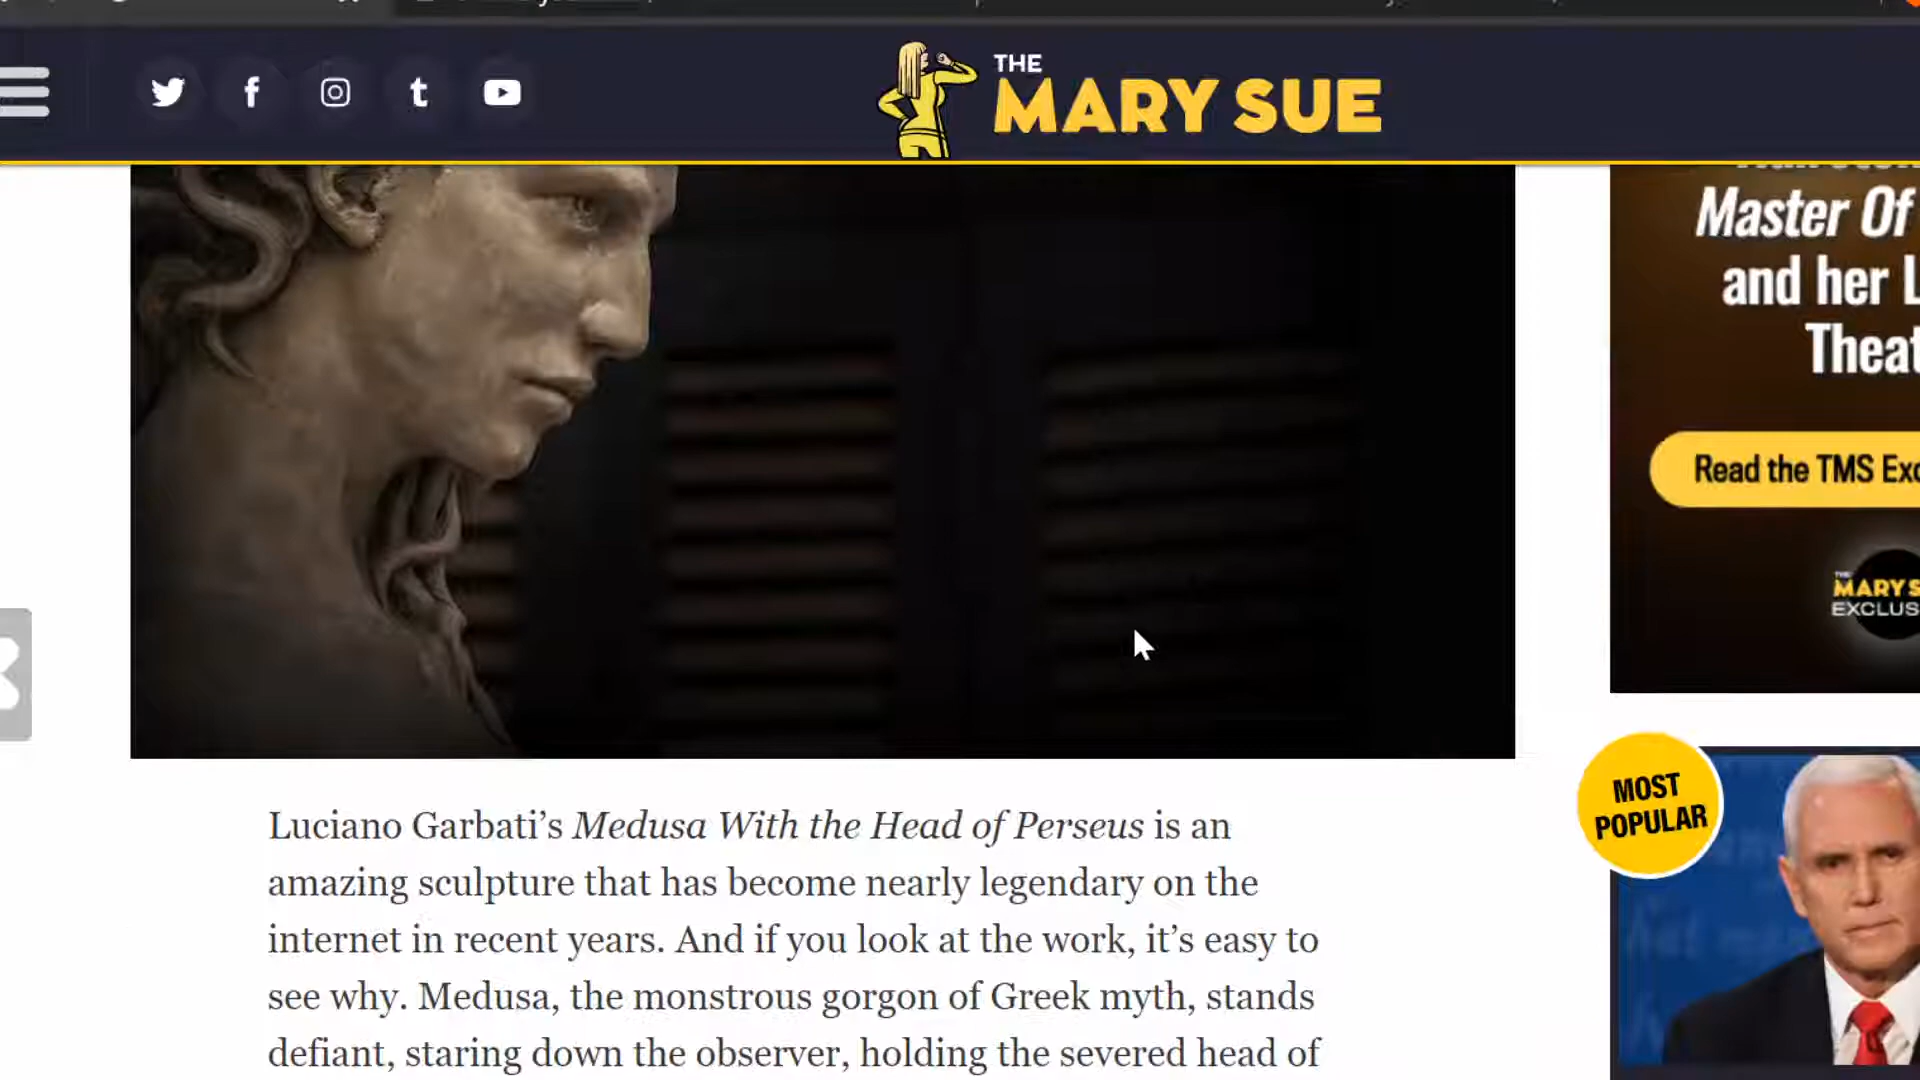 THE
MARY SUE
Master Of
and her
Theat
Read the TMS Exc
MARY S
EXCLUS
MOST
POPULAR
Luciano Garbati’s Medusa With the Head of Perseus is an
amazing sculpture that has become nearly legendary on the
internet in recent years. And if you look at the work, it’s easy to
see why. Medusa, the monstrous gorgon of Greek myth, stands
defiant, staring down the observer, holding the severed head of